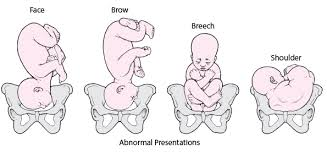 Face
Brow
Breech
Shoulder
Abnormal Presentations